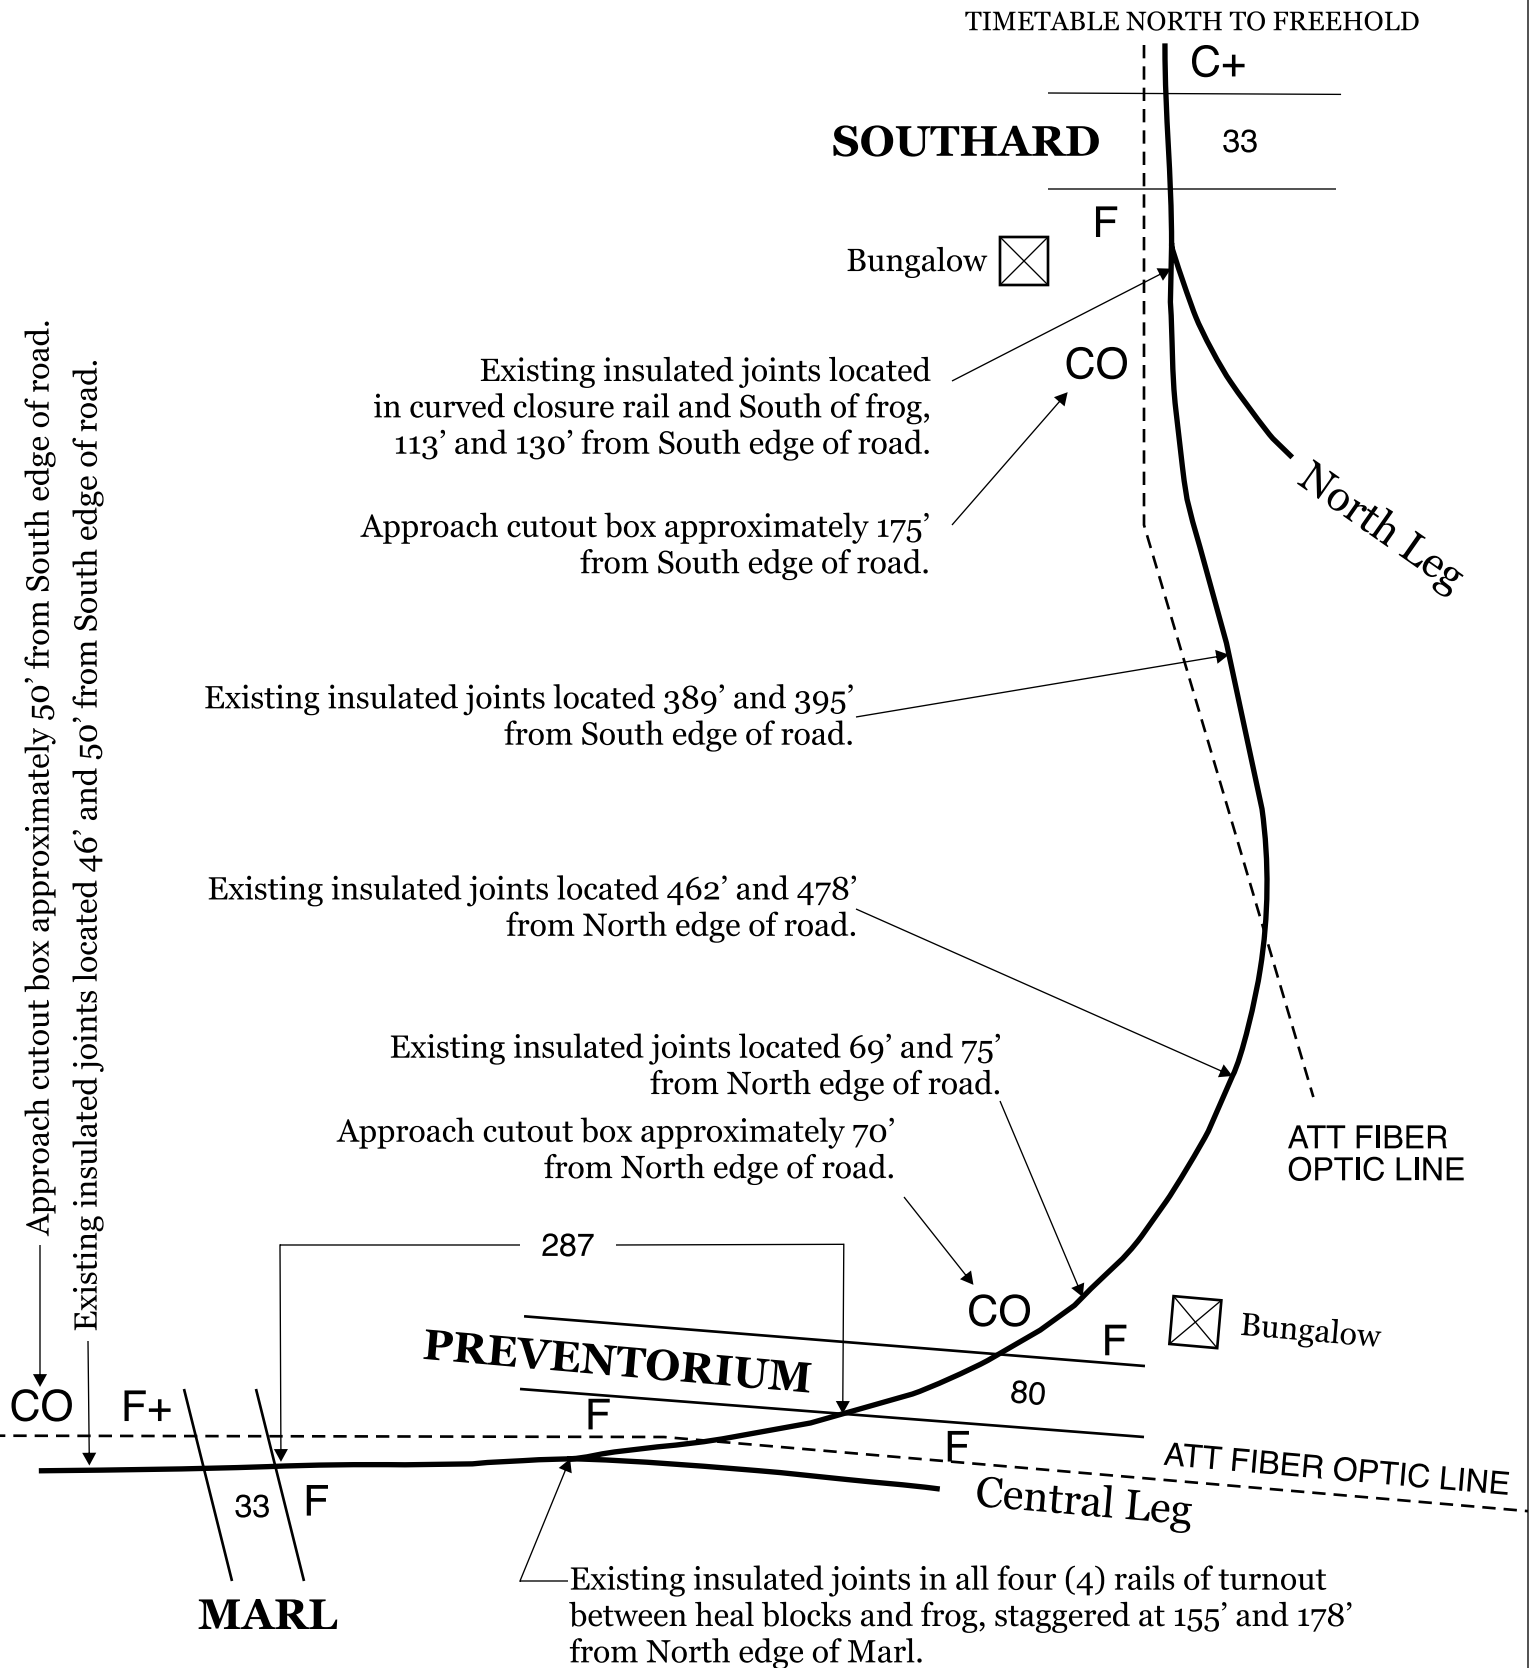 TIMETABLE NORTH TO FREEHOLD
C+
SOUTHARD
33
F
Bungalow
Existing insulated joints located
in curved closure rail and South of frog,
113’ and 130’ from South edge of road.
CO
North Leg
Approach cutout box approximately 175’
from South edge of road.
Approach cutout box approximately 50’ from South edge of road.
Existing insulated joints located 46’ and 50’ from South edge of road.
Existing insulated joints located 389’ and 395’
from South edge of road.
Existing insulated joints located 462’ and 478’
from North edge of road.
Existing insulated joints located 69’ and 75’
from North edge of road.
Approach cutout box approximately 70’
from North edge of road.
ATT FIBER
OPTIC LINE
287
CO
F
Bungalow
PREVENTORIUM
80
CO
F+
F
F
ATT FIBER OPTIC LINE
33
F
Central Leg
MARL
Existing insulated joints in all four (4) rails of turnout
between heal blocks and frog, staggered at 155’ and 178’
from North edge of Marl.